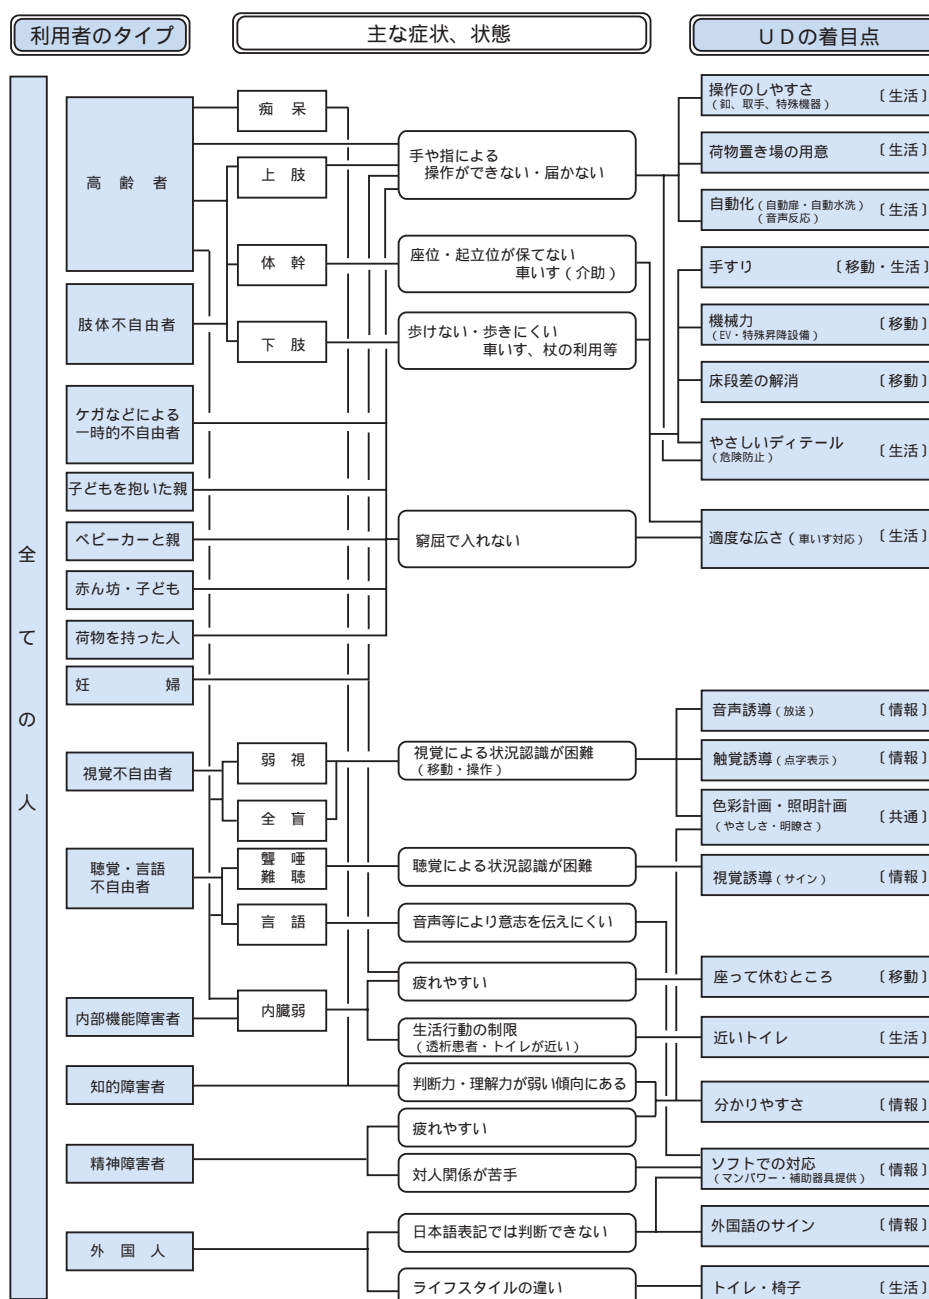 利用者のタイプ
主な症状、状態
UDの着目点
全ての人
高齢者
肢体不自由者
ケガなどによる
一時的不自由者
子どもを抱いた親
ベビーカーと親
赤ん坊・子ども
荷物を持った人
妊婦
視覚不自由者
聴覚・言語
不自由者
内部機能障害者
知的障害者
精神障害者
外国人
痴呆
上肢
体幹
下肢
弱視
全盲
聾唖
難聴
言語
内臓弱
手や指による
操作ができない・届かない
座位・起立位が保てない
車いす(介助)
歩けない・歩きにくい
車いす、杖の利用等
窮屈で入れない
視覚による状況認識が困難
(移動・操作)
聴覚による状況認識が困難
音声等により意志を伝えにくい
疲れやすい
生活行動の制限
(透析患者・トイレが近い)
判断力・理解力が弱い傾向にある
疲れやすい
対人関係が苦手
日本語表記では判断できない
ライフスタイルの違い
操作のしやすさ 〔生活〕
(釦、取手、特殊機器)
荷物置き場の用意 〔生活〕
自動化(自動扉・自動水洗) 〔生活〕
(音声反応)
手すり 〔移動・生活〕
機械力 〔移動〕
(EV・特殊昇降設備)
床段差の解消 〔移動〕
やさしいディテール 〔生活〕
(危険防止)
適度な広さ(車いす対応) 〔生活〕
音声誘導(放送) 〔情報〕
触覚誘導(点字表示) 〔情報〕
色彩計画・照明計画 〔共通〕
(やさしさ・明瞭さ)
視覚誘導(サイン) 〔情報〕
座って休むところ 〔移動〕
近いトイレ 〔生活〕
分かりやすさ 〔情報〕
ソフトでの対応 〔情報〕
(マンパワー・補助器具提供)
外国語のサイン 〔情報〕
トイレ・椅子 〔生活〕